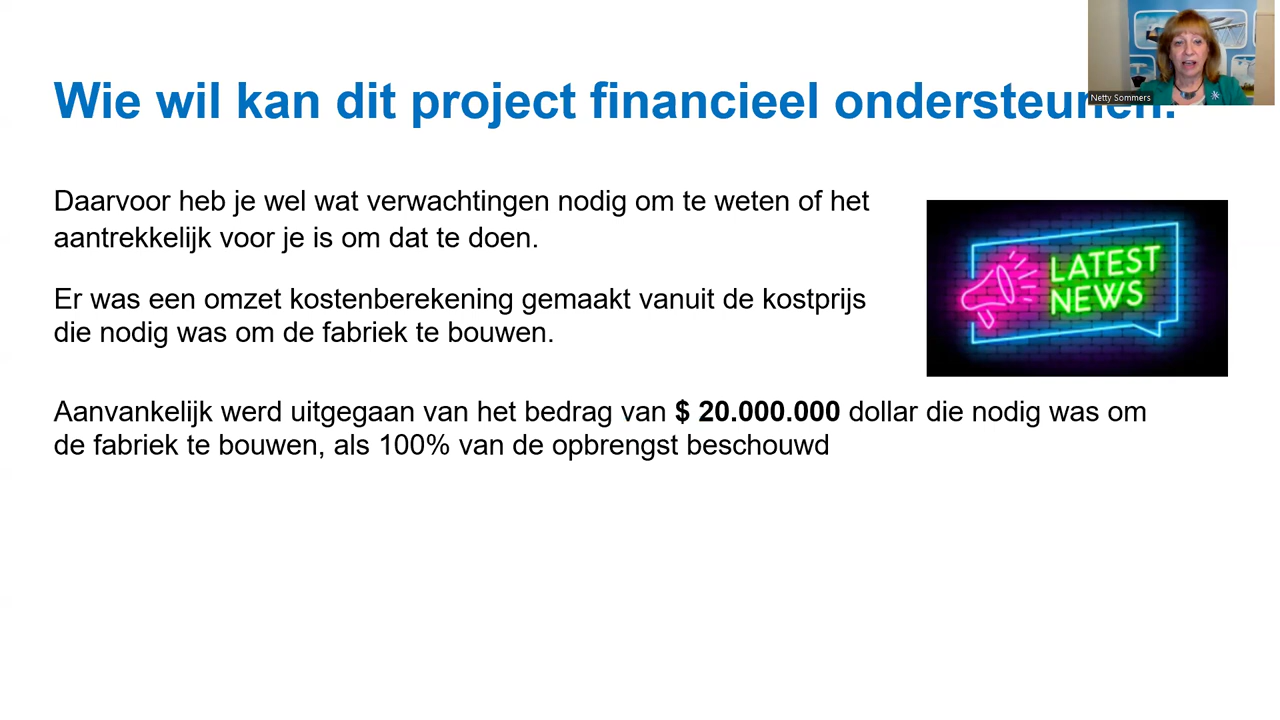 Wie wil kan dit project financieel ondersteunen.
Netty Sommers
Daarvoor heb je wel wat verwachtingen nodig om te weten of het
aantrekkelijk voor je is om dat te doen.
LATEST
NEWS
Er was een omzet kostenberekening gemaakt vanuit de kostprijs
die nodig was om de fabriek te bouwen.
Aanvankelijk werd uitgegaan van het bedrag van $ 20.000.000 dollar die nodig was om
de fabriek te bouwen, als 100% van de opbrengst beschouwd